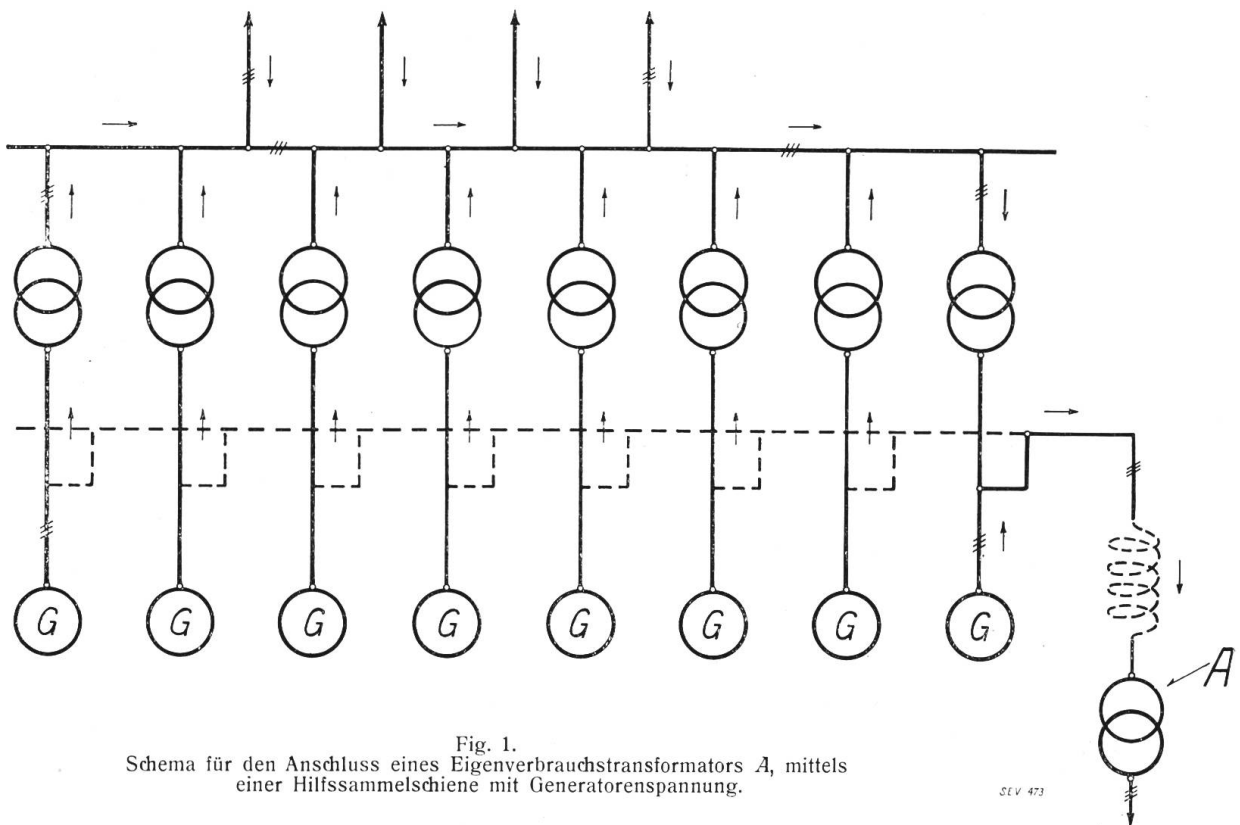 G G G G G G G G
A
Fig. 1.
Schema für den Anschluss eines Eigenverbrauchstransformators A, mittels
einer Hilfssammelschiene mit Generatorenspannung.
SEV 473